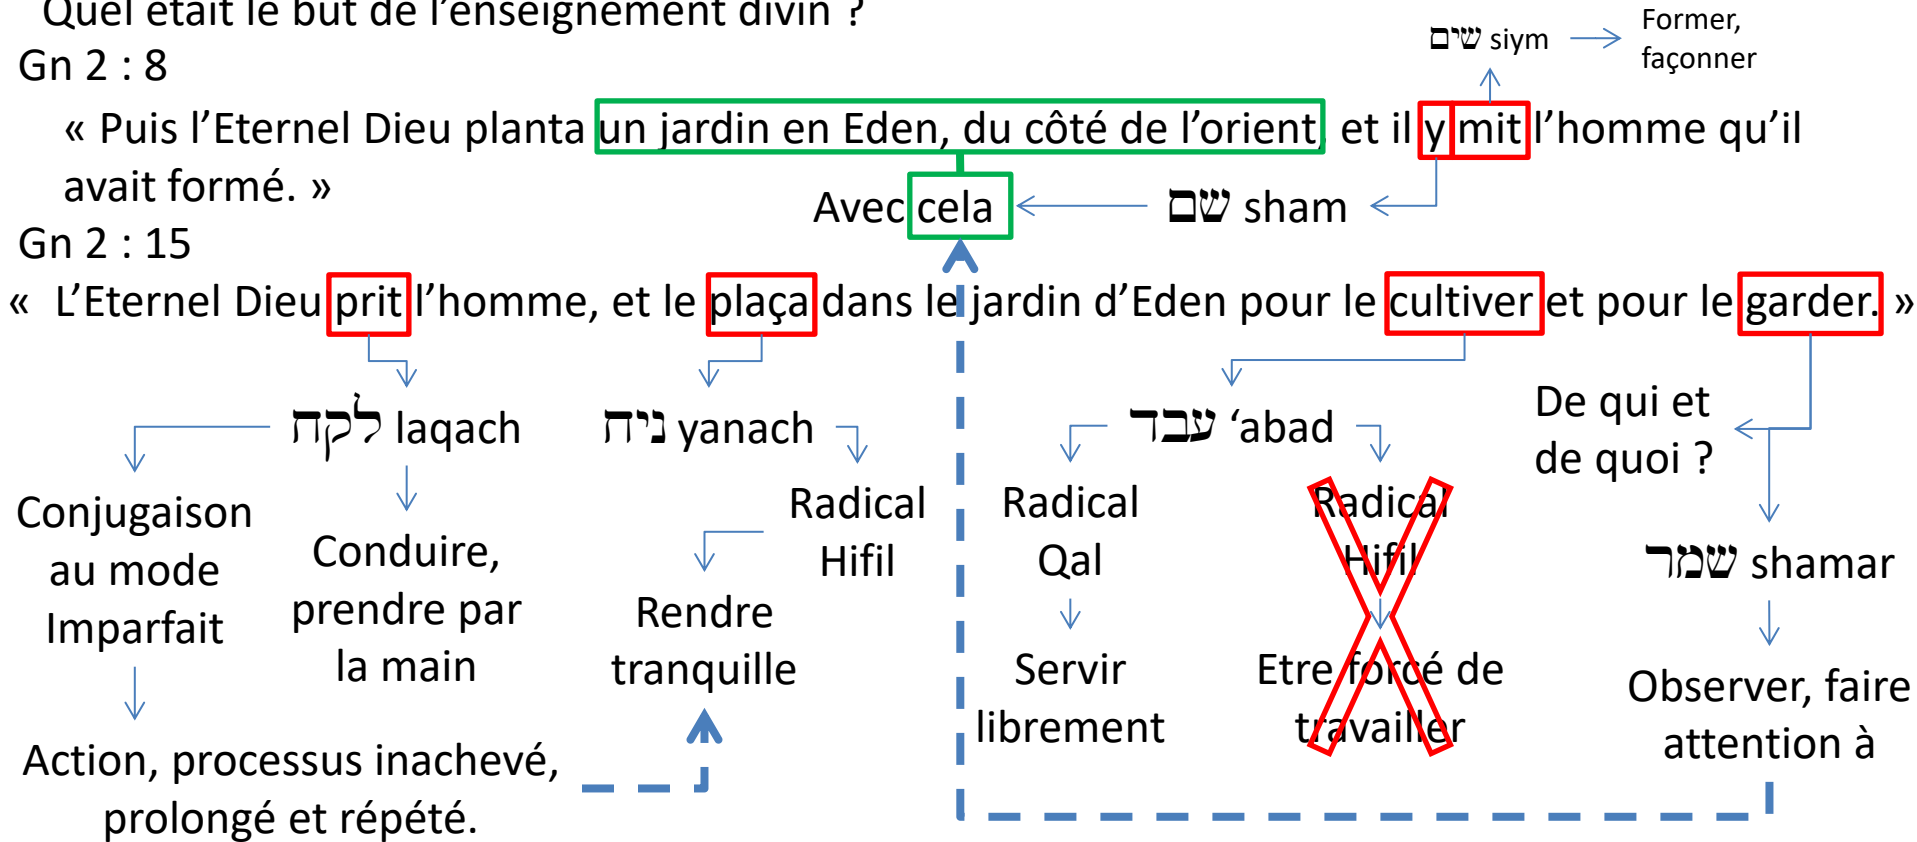 Quel était le but de l’enseignement divin ?
שים siym
Former,
façonner
Gn 2 : 8
« Puis l’Eternel Dieu planta un jardin en Eden, du côté de l’orient, et il y mit l’homme qu’il
avait formé. »
Avec cela
שם sham
Gn 2 : 15
« L’Eternel Dieu prit l’homme, et le plaça dans le jardin d’Eden pour le cultiver et pour le garder. »
לקח laqach
Conjugaison
au mode
Imparfait
Action, processus inachevé,
prolongé et répété.
Conduire,
prendre par
la main
ניח yanach
Radical
Hifil
Rendre
tranquille
עבד ‘abad
Radical
Qal
Servir
librement
Radical
Hifil
Etre forcé de
travailler
De qui et
de quoi ?
שמר shamar
Observer, faire
attention à